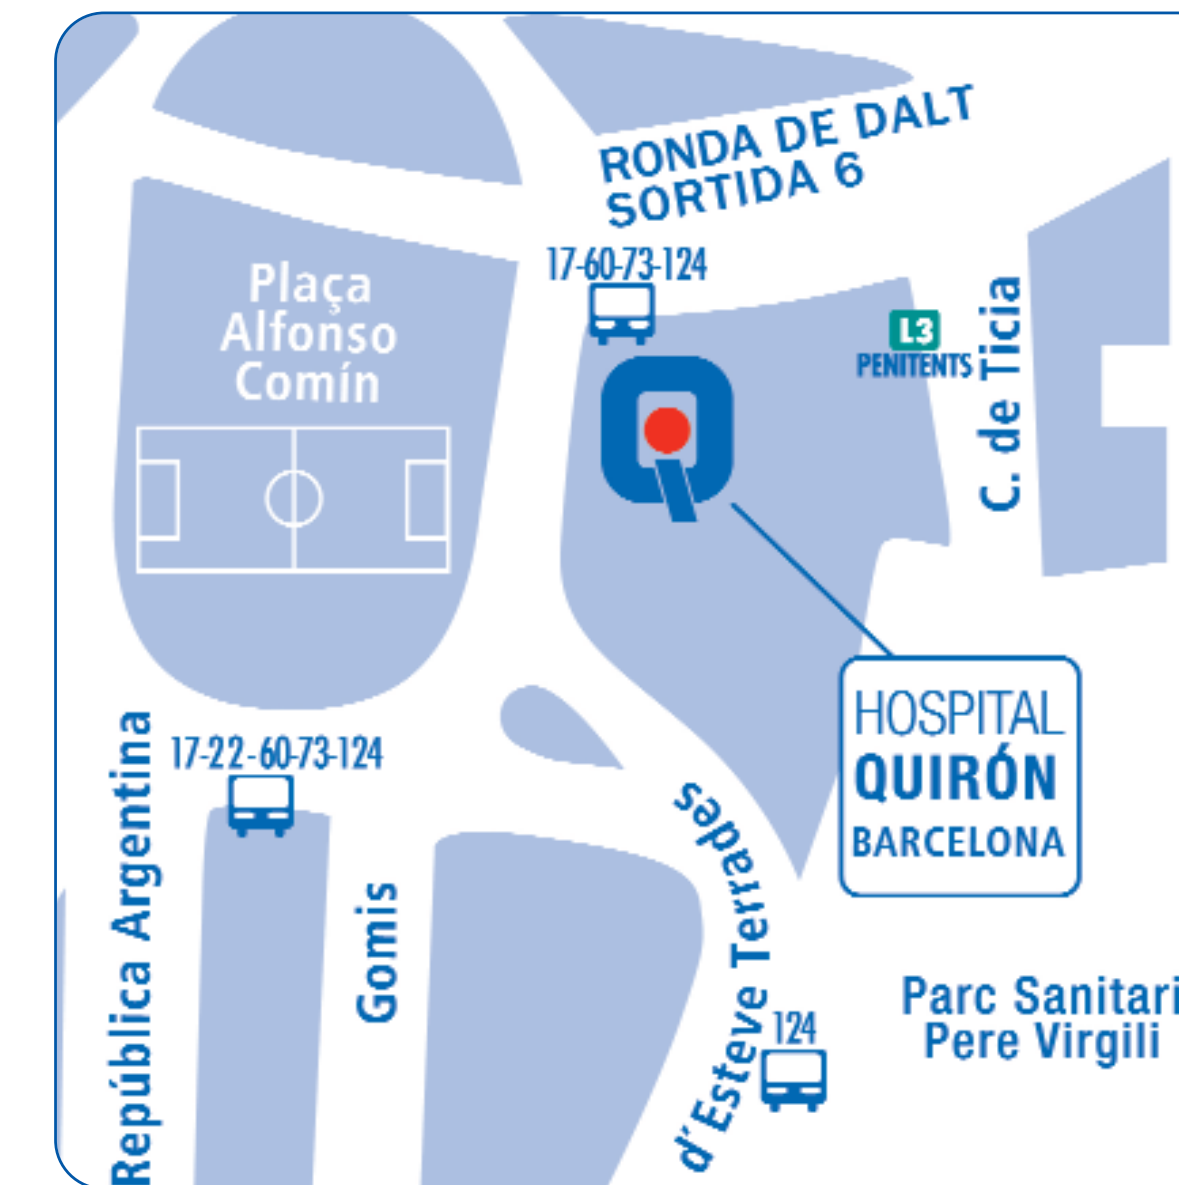 RONDA DE DALT
SORTIDA 6
17-60-73-124
Plaça
Alfonso
Comín
L3
PENITENTS
C. de Ticia
HOSPITAL
QUIRÓN
BARCELONA
17-22-60-73-124
República Argentina
Gomis
d'Esteve Terrades
124
Parc Sanitari
Pere Virgili